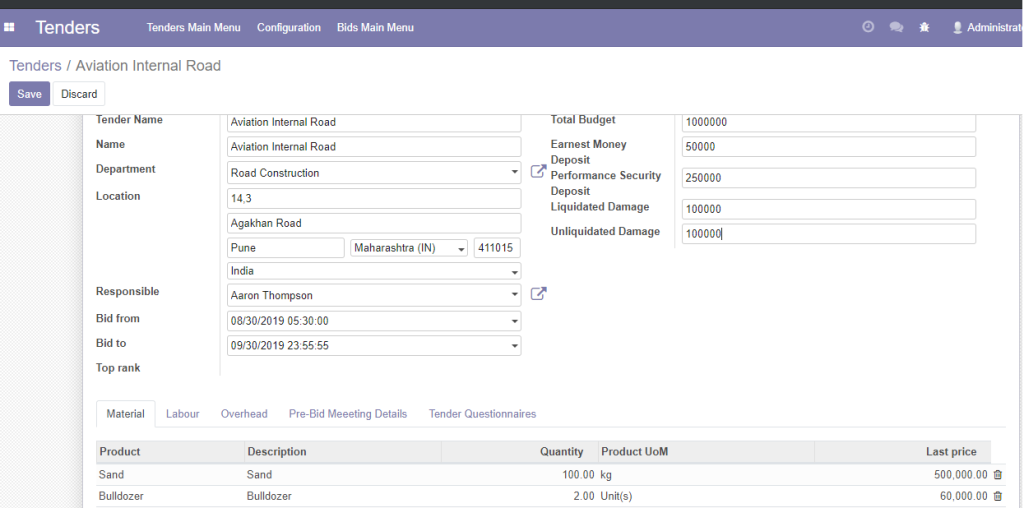 Tenders Tenders Main Menu Configuration Bids Main Menu Administrat
Tenders / Aviation Internal Road
Save Discard
Tender Name Aviation Internal Road
Name Aviation Internal Road
Department Road Construction
Location 14,3
Agakhan Road
Pune Maharashtra (IN) 411015
India
Responsible Aaron Thompson
Bid from 08/30/2019 05:30:00
Bid to 09/30/2019 23:55:55
Top rank
Total Budget 1000000
Earnest Money 50000
Deposit
Performance Security 250000
Deposit
Liquidated Damage 100000
Unliquidated Damage 100000
Material Labour Overhead Pre-Bid Meeeting Details Tender Questionnaires
Product Description Quantity Product UoM Last price
Sand Sand 100.00 kg 500,000.00
Bulldozer Bulldozer 2.00 Unit(s) 60,000.00